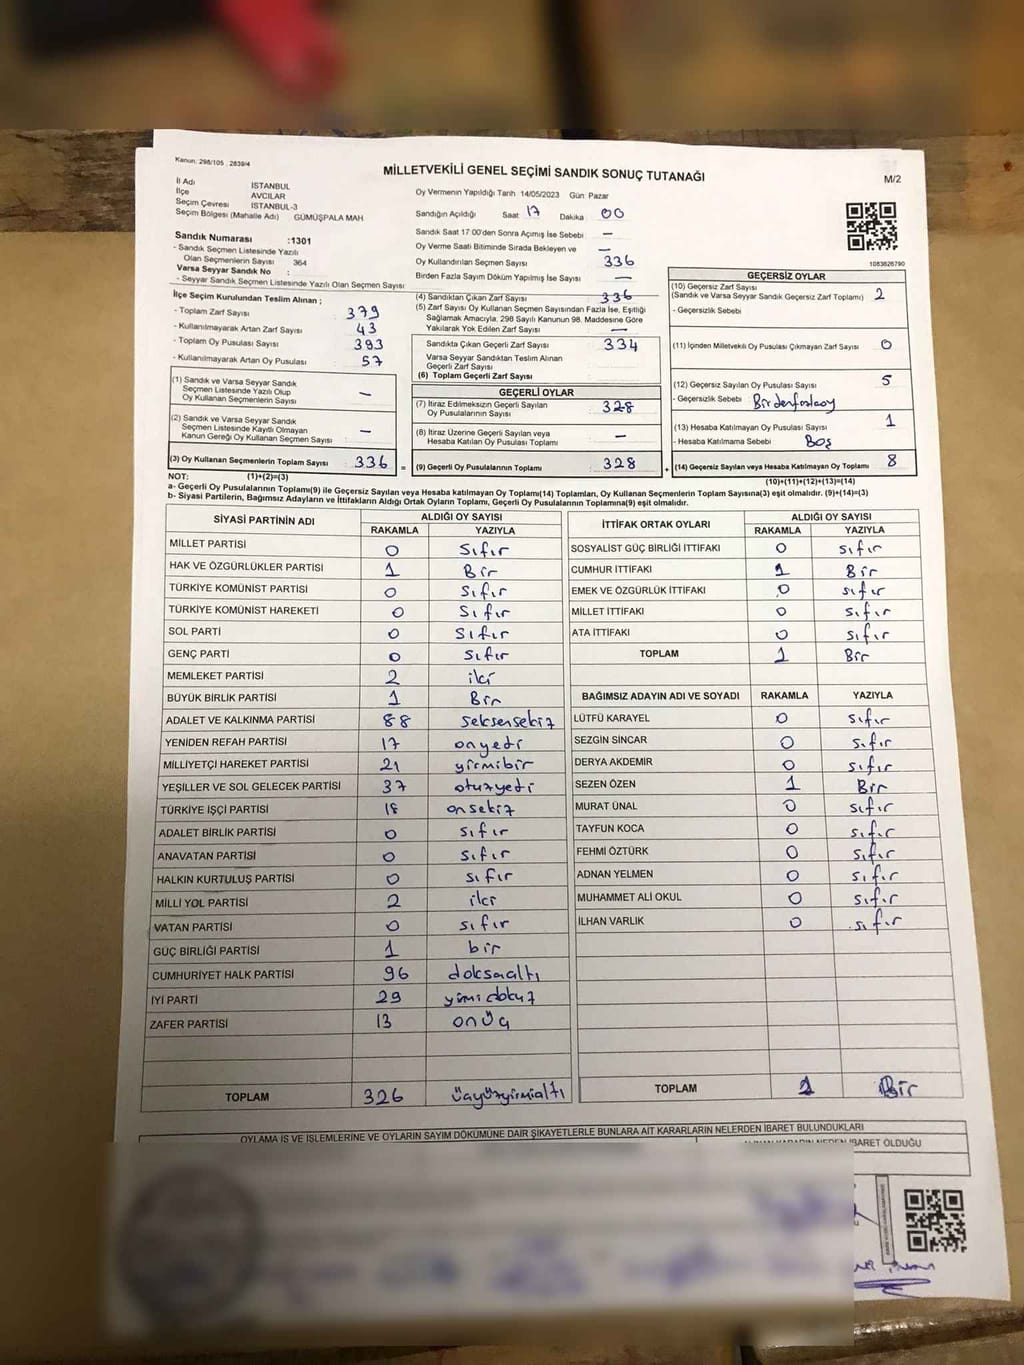 Kanun: 298/105 , 2839/4
MİLLETVEKİLİ GENEL SEÇİMİ SANDIK SONUÇ TUTANAĞI
M/2
İl Adı İSTANBUL
İlçe AVCILAR
Seçim Çevresi İSTANBUL-3
Seçim Bölgesi (Mahalle Adı) GÜMÜŞPALA MAH
Oy Vermenin Yapıldığı Tarih 14/05/2023 Gün Pazar
Sandığın Açıldığı Saat 17 Dakika 00
Sandık Saat 17:00'den Sonra Açılmış İse Sebebi —
Oy Verme Saati Bitiminde Sırada Bekleyen ve —
Oy Kullandırılan Seçmen Sayısı 336
Birden Fazla Sayım Döküm Yapılmış İse Sayısı —
1083826790
Sandık Numarası :1301
- Sandık Seçmen Listesinde Yazılı
Olan Seçmenlerin Sayısı 364
Varsa Seyyar Sandık No :
- Seyyar Sandık Seçmen Listesinde Yazılı Olan Seçmen Sayısı
İlçe Seçim Kurulundan Teslim Alınan ;
- Toplam Zarf Sayısı 379
- Kullanılmayarak Artan Zarf Sayısı 43
- Toplam Oy Pusulası Sayısı 393
- Kullanılmayarak Artan Oy Pusulası 57
(4) Sandıktan Çıkan Zarf Sayısı 336
(5) Zarf Sayısı Oy Kullanan Seçmen Sayısından Fazla İse, Eşitliği
Sağlamak Amacıyla, 298 Sayılı Kanunun 98. Maddesine Göre
Yakılarak Yok Edilen Zarf Sayısı —
Sandıkta Çıkan Geçerli Zarf Sayısı 334
Varsa Seyyar Sandıktan Teslim Alınan
Geçerli Zarf Sayısı
(6) Toplam Geçerli Zarf Sayısı
GEÇERSİZ OYLAR
(10) Geçersiz Zarf Sayısı 2
(Sandık ve Varsa Seyyar Sandık Geçersiz Zarf Toplamı)
- Geçersizlik Sebebi
(11) İçinden Milletvekili Oy Pusulası Çıkmayan Zarf Sayısı 0
(12) Geçersiz Sayılan Oy Pusulası Sayısı 5
- Geçersizlik Sebebi Birdenfazlaoy
(13) Hesaba Katılmayan Oy Pusulası Sayısı 1
- Hesaba Katılmama Sebebi Boş
(14) Geçersiz Sayılan veya Hesaba Katılmayan Oy Toplamı 8
(10)+(11)+(12)+(13)=(14)
(1) Sandık ve Varsa Seyyar Sandık
Seçmen Listesinde Yazılı Olup
Oy Kullanan Seçmenlerin Sayısı —
(2) Sandık ve Varsa Seyyar Sandık
Seçmen Listesinde Kayıtlı Olmayan
Kanun Gereği Oy Kullanan Seçmen Sayısı —
(3) Oy Kullanan Seçmenlerin Toplam Sayısı 336 =
GEÇERLİ OYLAR
(7) İtiraz Edilmeksizin Geçerli Sayılan
Oy Pusulalarının Sayısı 328
(8) İtiraz Üzerine Geçerli Sayılan veya
Hesaba Katılan Oy Pusulası Toplamı —
(9) Geçerli Oy Pusulalarının Toplamı 328 +
NOT: (1)+(2)=(3)
a- Geçerli Oy Pusulalarının Toplamı(9) ile Geçersiz Sayılan veya Hesaba katılmayan Oy Toplamı(14) Toplamları, Oy Kullanan Seçmenlerin Toplam Sayısına(3) eşit olmalıdır. (9)+(14)=(3)
b- Siyasi Partilerin, Bağımsız Adayların ve İttifakların Aldığı Ortak Oyların Toplamı, Geçerli Oy Pusulalarının Toplamına(9) eşit olmalıdır.
SİYASİ PARTİNİN ADI ALDIĞI OY SAYISI
RAKAMLA YAZIYLA
MİLLET PARTİSİ 0 Sıfır
HAK VE ÖZGÜRLÜKLER PARTİSİ 1 Bir
TÜRKİYE KOMÜNİST PARTİSİ 0 Sıfır
TÜRKİYE KOMÜNİST HAREKETİ 0 Sıfır
SOL PARTİ 0 Sıfır
GENÇ PARTİ 0 Sıfır
MEMLEKET PARTİSİ 2 iki
BÜYÜK BİRLİK PARTİSİ 1 Bir
ADALET VE KALKINMA PARTİSİ 88 seksensekiz
YENİDEN REFAH PARTİSİ 17 onyedi
MİLLİYETÇİ HAREKET PARTİSİ 21 yirmibir
YEŞİLLER VE SOL GELECEK PARTİSİ 37 otuzyedi
TÜRKİYE İŞÇİ PARTİSİ 18 onsekiz
ADALET BİRLİK PARTİSİ 0 sıfır
ANAVATAN PARTİSİ 0 sıfır
HALKIN KURTULUŞ PARTİSİ 0 sıfır
MİLLİ YOL PARTİSİ 2 iki
VATAN PARTİSİ 0 sıfır
GÜÇ BİRLİĞİ PARTİSİ 1 bir
CUMHURİYET HALK PARTİSİ 96 doksanaltı
İYİ PARTİ 29 yirmidokuz
ZAFER PARTİSİ 13 onüç
TOPLAM 326 üçyüzyirmialtı
İTTİFAK ORTAK OYLARI ALDIĞI OY SAYISI
RAKAMLA YAZIYLA
SOSYALİST GÜÇ BİRLİĞİ İTTİFAKI 0 sıfır
CUMHUR İTTİFAKI 1 Bir
EMEK VE ÖZGÜRLÜK İTTİFAKI 0 sıfır
MİLLET İTTİFAKI 0 sıfır
ATA İTTİFAKI 0 sıfır
TOPLAM 1 Bir
BAĞIMSIZ ADAYIN ADI VE SOYADI RAKAMLA YAZIYLA
LÜTFÜ KARAYEL 0 sıfır
SEZGİN SİNCAR 0 sıfır
DERYA AKDEMİR 0 sıfır
SEZEN ÖZEN 1 Bir
MURAT ÜNAL 0 sıfır
TAYFUN KOCA 0 sıfır
FEHMİ ÖZTÜRK 0 sıfır
ADNAN YELMEN 0 sıfır
MUHAMMET ALİ OKUL 0 sıfır
İLHAN VARLIK 0 sıfır
TOPLAM 1 Bir
OYLAMA İŞ VE İŞLEMLERİNE VE OYLARIN SAYIM DÖKÜMÜNE DAİR ŞİKAYETLERLE BUNLARA AİT KARARLARIN NELERDEN İBARET BULUNDUKLARI
ALINAN KARARIN NEDEN İBARET OLDUĞU